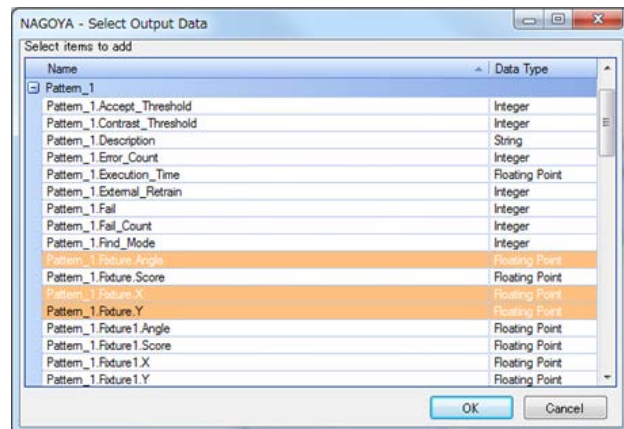 NAGOYA - Select Output Data
Select items to add
Name Data Type
Pattern_1
Pattern_1.Accept_Threshold Integer
Pattern_1.Contrast_Threshold Integer
Pattern_1.Description String
Pattern_1.Error_Count Integer
Pattern_1.Execution_Time Floating Point
Pattern_1.External_Retrain Integer
Pattern_1.Fail Integer
Pattern_1.Fail_Count Integer
Pattern_1.Find_Mode Integer
Pattern_1.Fixture.Angle Floating Point
Pattern_1.Fixture.Score Floating Point
Pattern_1.Fixture.X Floating Point
Pattern_1.Fixture.Y Floating Point
Pattern_1.Fixture1.Angle Floating Point
Pattern_1.Fixture1.Score Floating Point
Pattern_1.Fixture1.X Floating Point
Pattern_1.Fixture1.Y Floating Point
OK Cancel